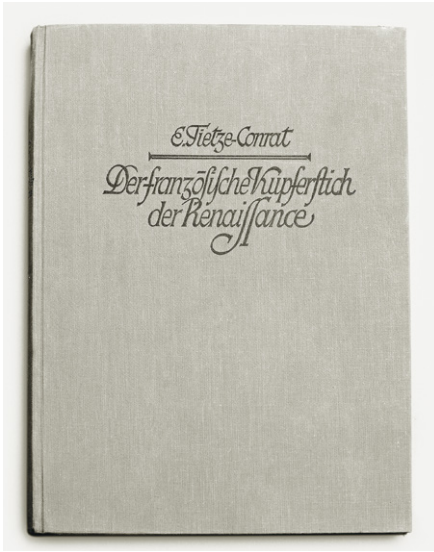 E. Tietze-Conrat
Der französische Kupferstich
der Renaissance